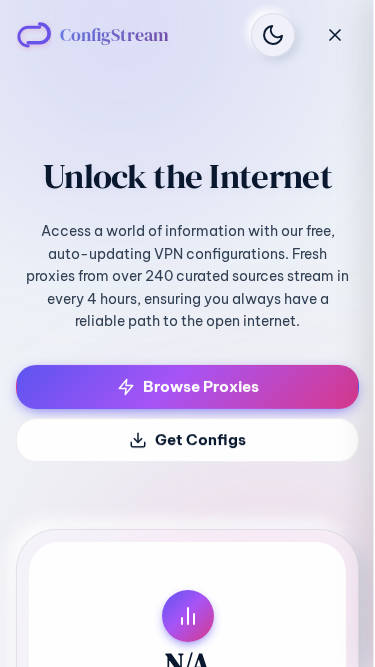 ConfigStream
Unlock the Internet
Access a world of information with our free,
auto-updating VPN configurations. Fresh
proxies from over 240 curated sources stream in
every 4 hours, ensuring you always have a
reliable path to the open internet.
Browse Proxies
Get Configs
N/A